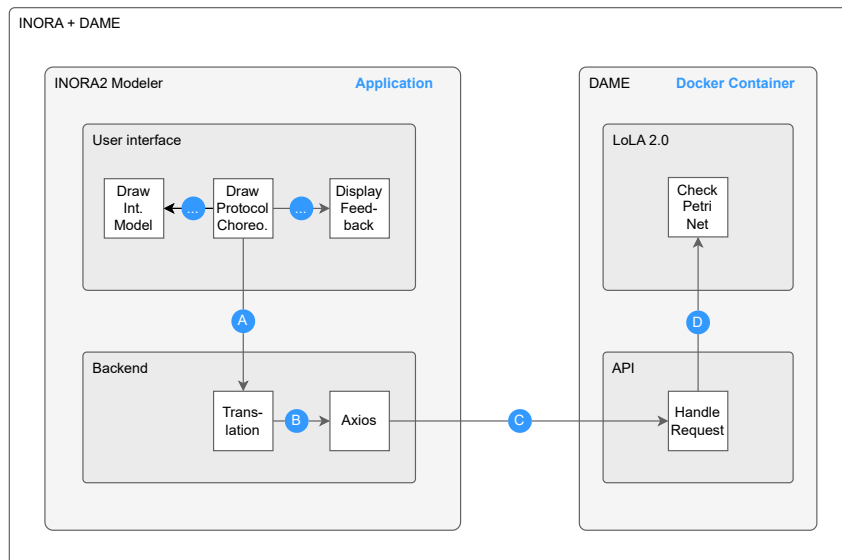 INORA + DAME
INORA2 Modeler
Application
DAME
Docker Container
User interface
LoLA 2.0
Draw
Int.
Model
...
Draw
Protocol
Choreo.
...
Display
Feed-
back
Check
Petri
Net
A
D
Backend
API
Trans-
lation
B
Axios
C
Handle
Request